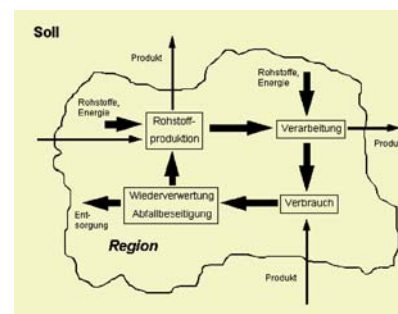 Soll
Produkt
Rohstoffe,
Energie
Rohstoffe,
Energie
Rohstoff-
produktion
Verarbeitung
Produ
Wiederverwertung
Abfallbeseitigung
Verbrauch
Ent-
sorgung
Region
Produkt